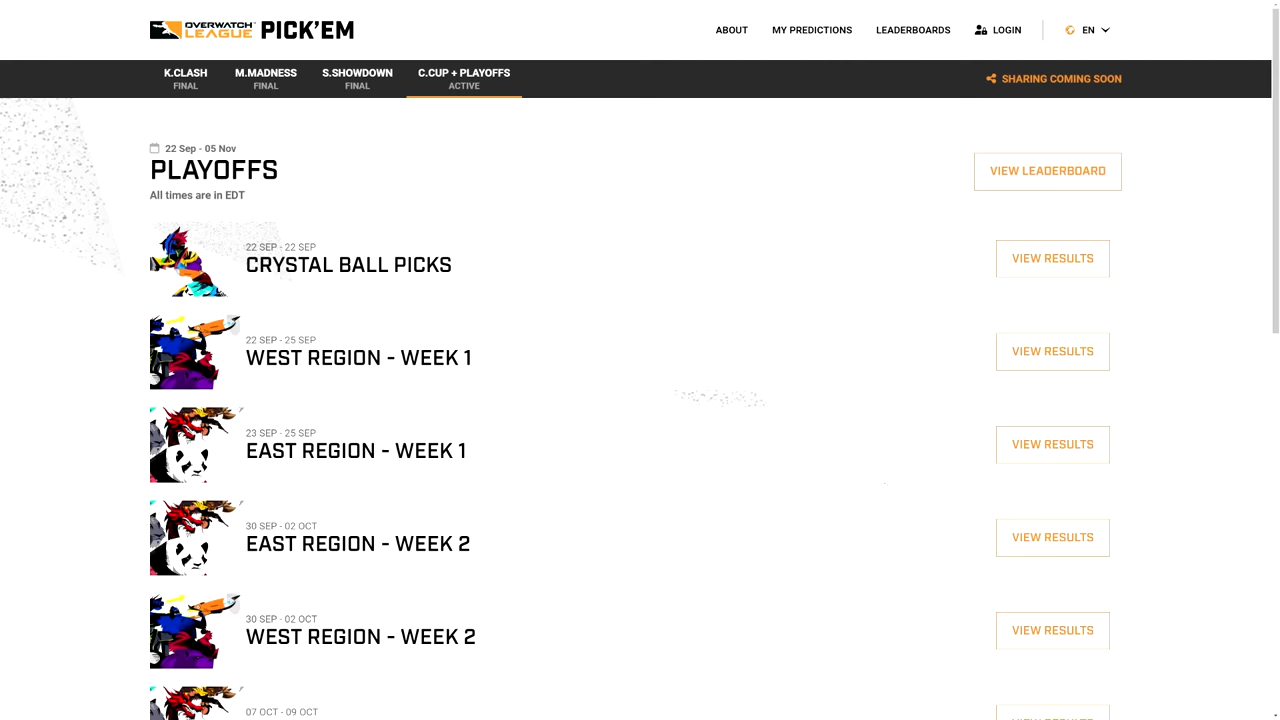 OVERWATCH LEAGUE PICK'EM
ABOUT
MY PREDICTIONS
LEADERBOARDS
LOGIN
EN
K.CLASH
FINAL
M.MADNESS
FINAL
S.SHOWDOWN
FINAL
C.CUP + PLAYOFFS
ACTIVE
SHARING COMING SOON
22 Sep - 05 Nov
PLAYOFFS
All times are in EDT
VIEW LEADERBOARD
22 SEP - 22 SEP
CRYSTAL BALL PICKS
VIEW RESULTS
22 SEP - 25 SEP
WEST REGION - WEEK 1
VIEW RESULTS
23 SEP - 25 SEP
EAST REGION - WEEK 1
VIEW RESULTS
30 SEP - 02 OCT
EAST REGION - WEEK 2
VIEW RESULTS
30 SEP - 02 OCT
WEST REGION - WEEK 2
VIEW RESULTS
07 OCT - 09 OCT